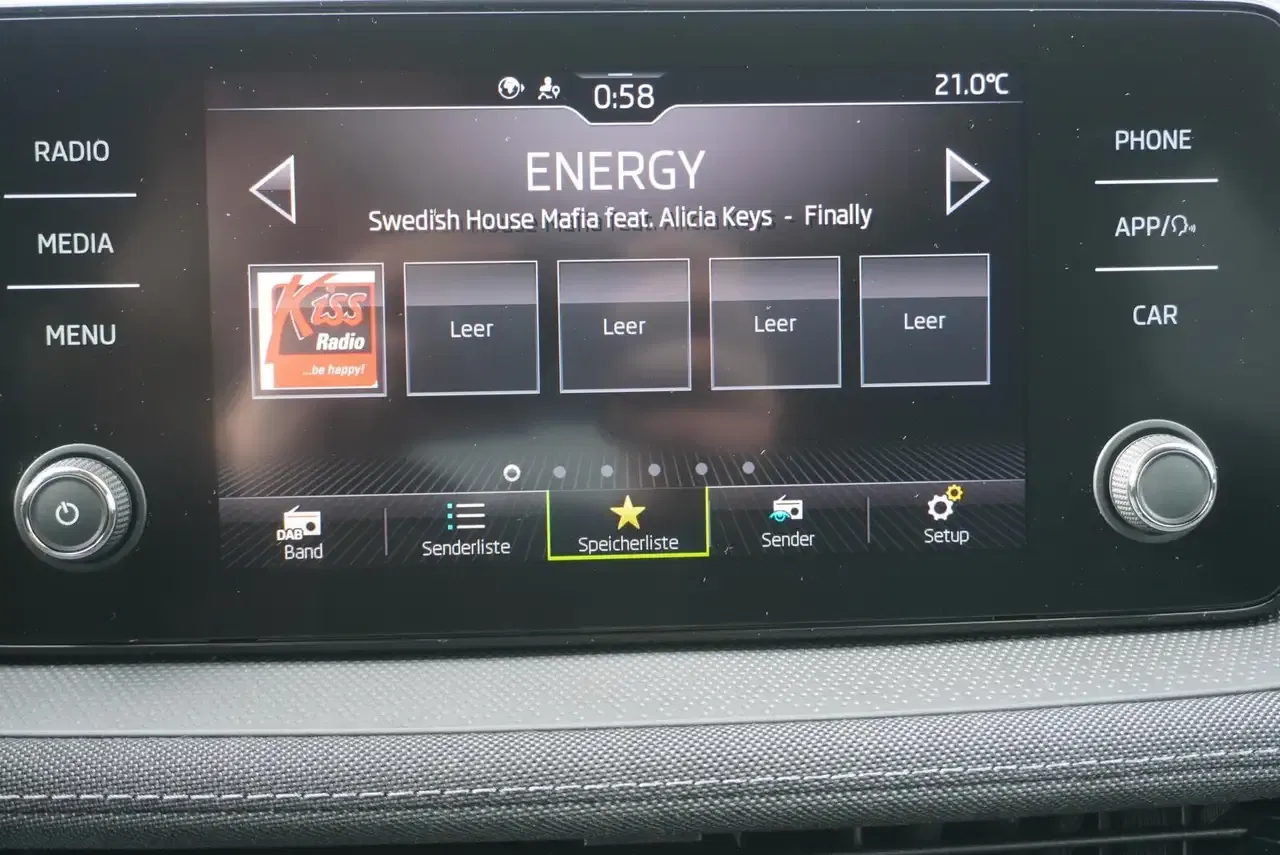 0:58
21.0°C
RADIO
MEDIA
MENU
ENERGY
Swedish House Mafia feat. Alicia Keys - Finally
Kiss
Radio
...be happy!
Leer
Leer
Leer
Leer
PHONE
APP/
CAR
DAB
Band
Senderliste
Speicherliste
Sender
Setup